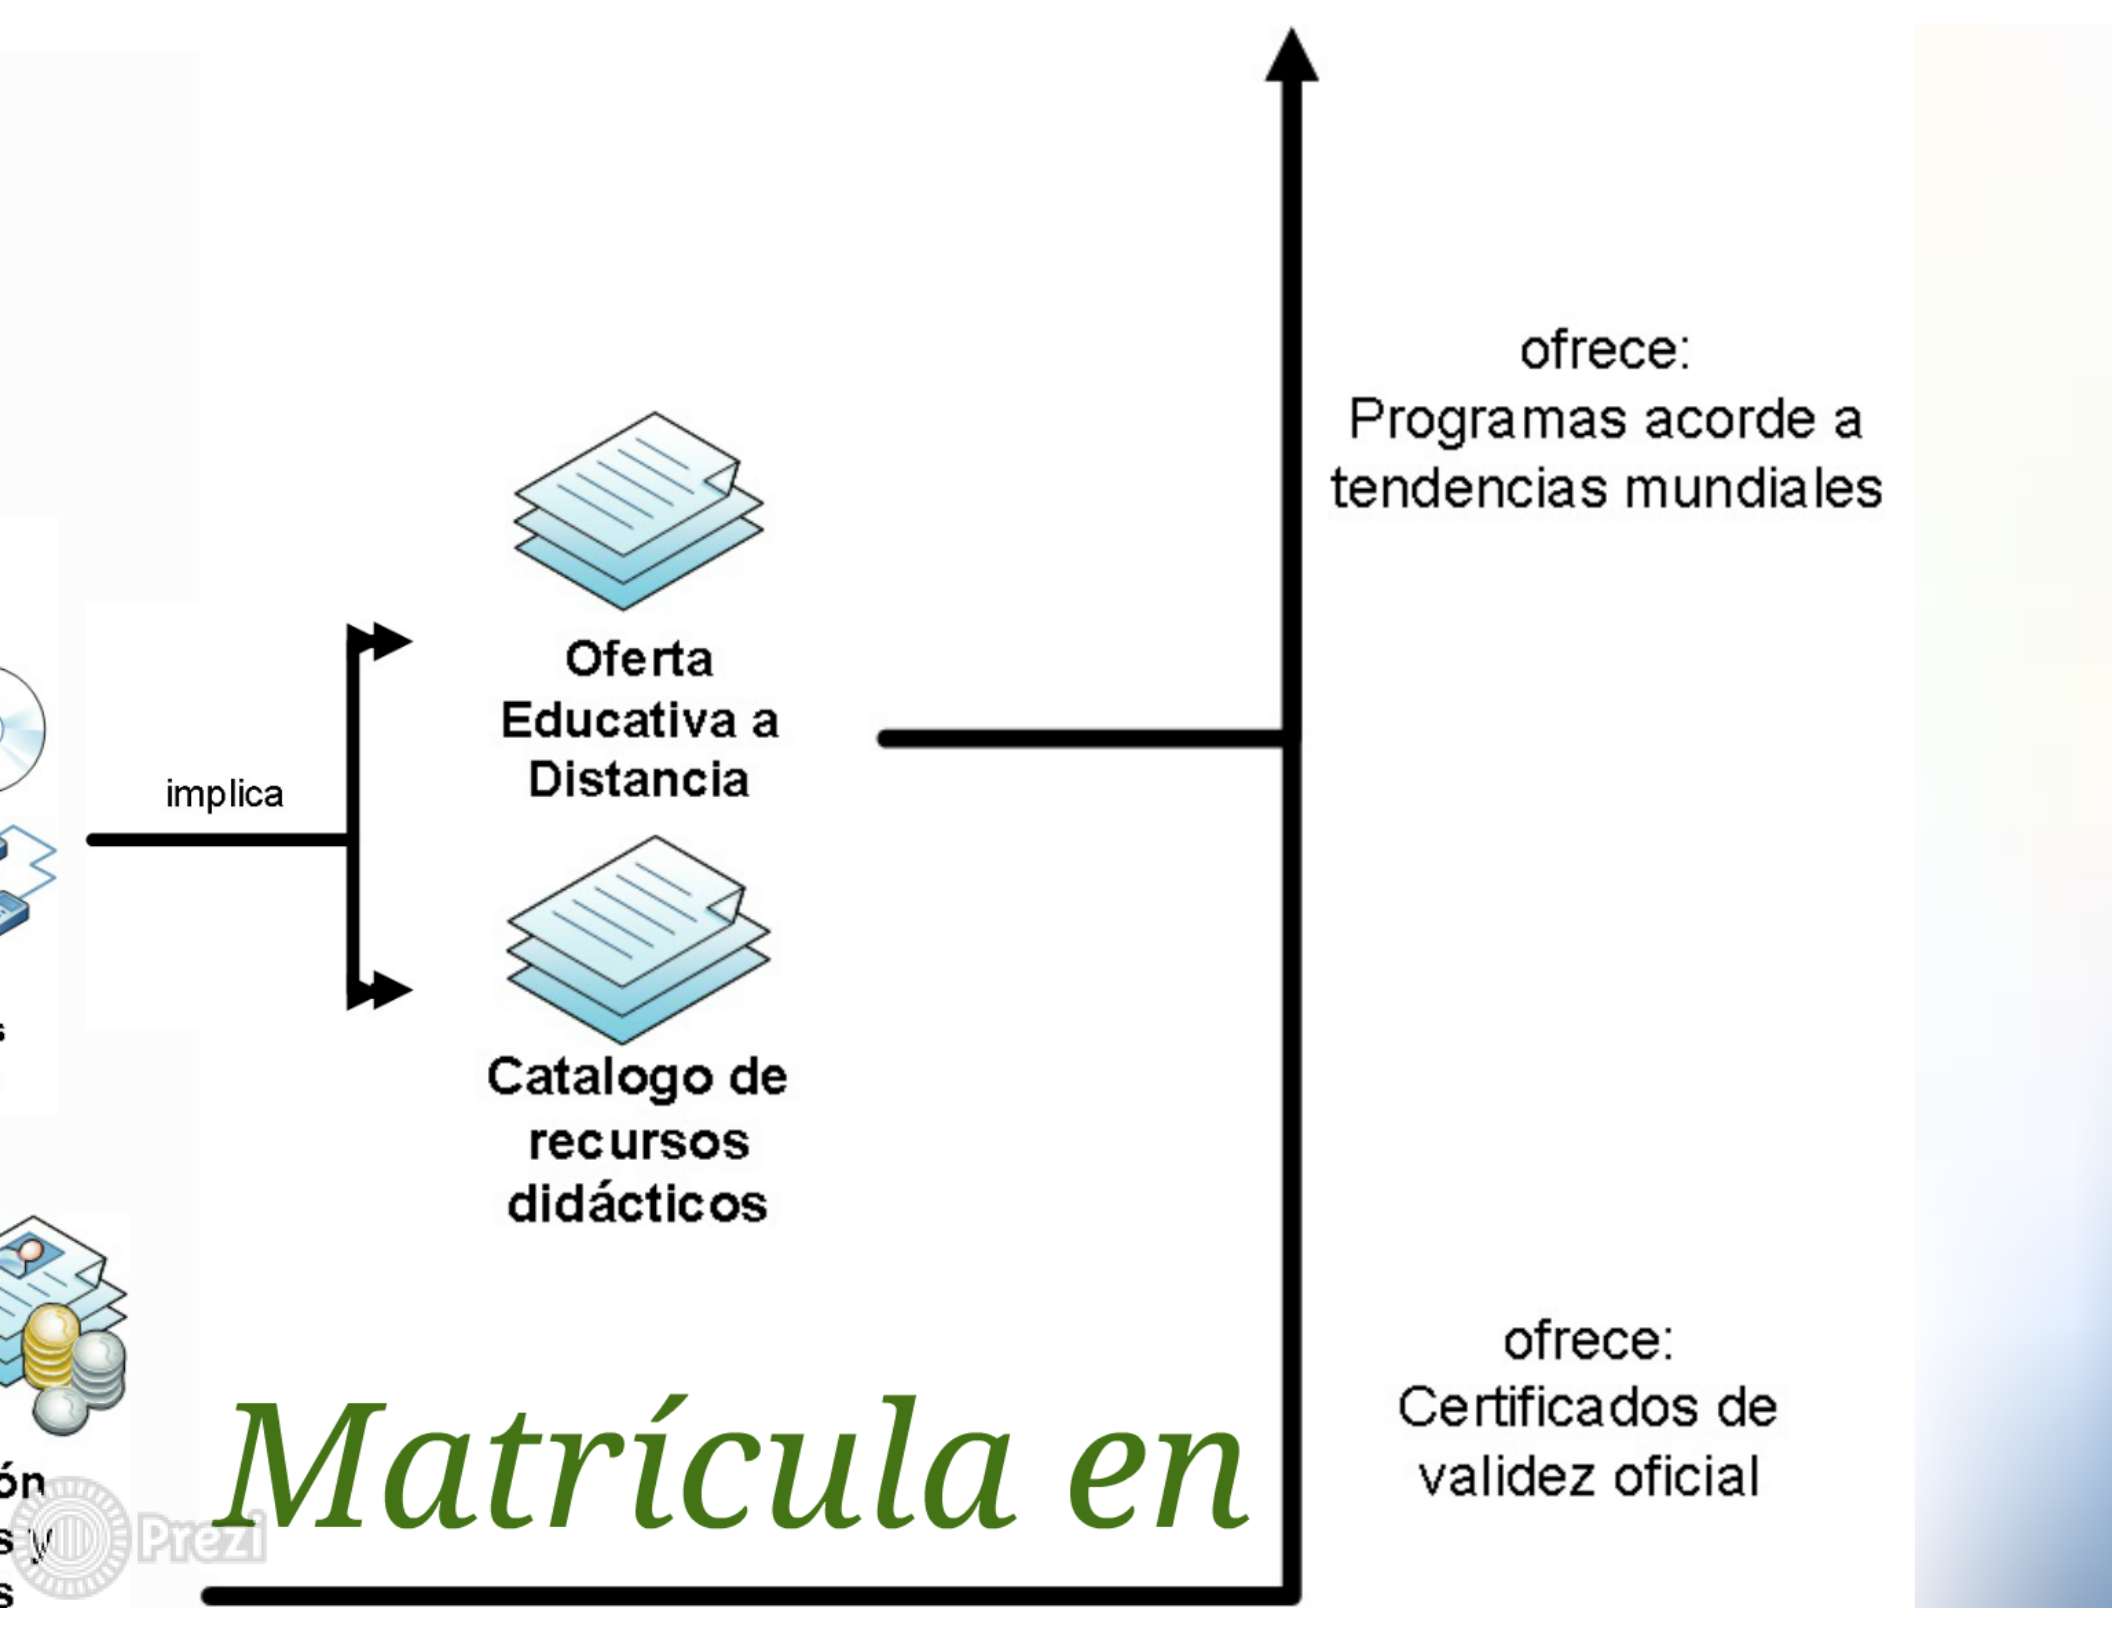 ofrece:
Programas acorde a
tendencias mundiales
Oferta
Educativa a
Distancia
implica
Catalogo de
recursos
didácticos
ofrece:
Certificados de
validez oficial
Matrícula en
ón
s y
s
Prezi